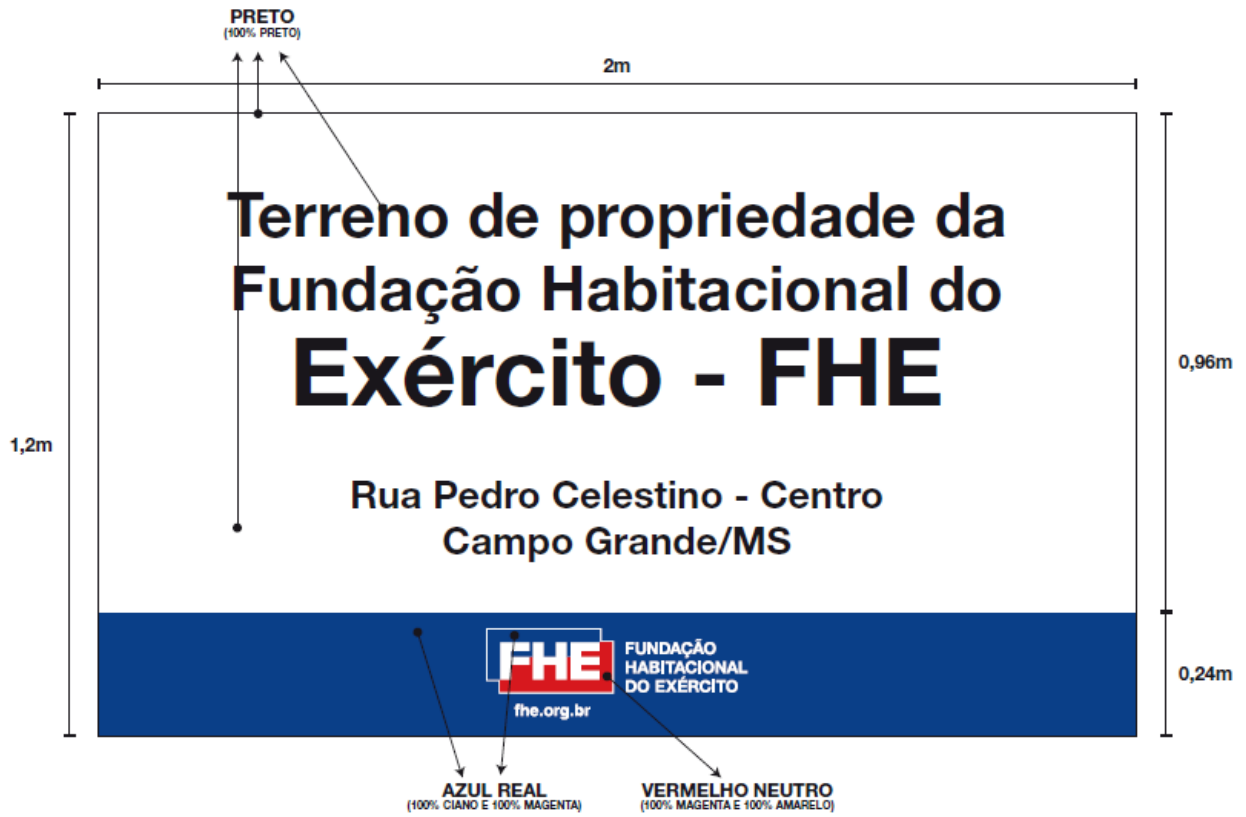 PRETO
(100% PRETO)
2m
Terreno de propriedade da
Fundação Habitacional do
Exército - FHE
0,96m
1,2m
Rua Pedro Celestino - Centro
Campo Grande/MS
FHE
FUNDAÇÃO
HABITACIONAL
DO EXÉRCITO
fhe.org.br
0,24m
AZUL REAL
(100% CIANO E 100% MAGENTA)
VERMELHO NEUTRO
(100% MAGENTA E 100% AMARELO)